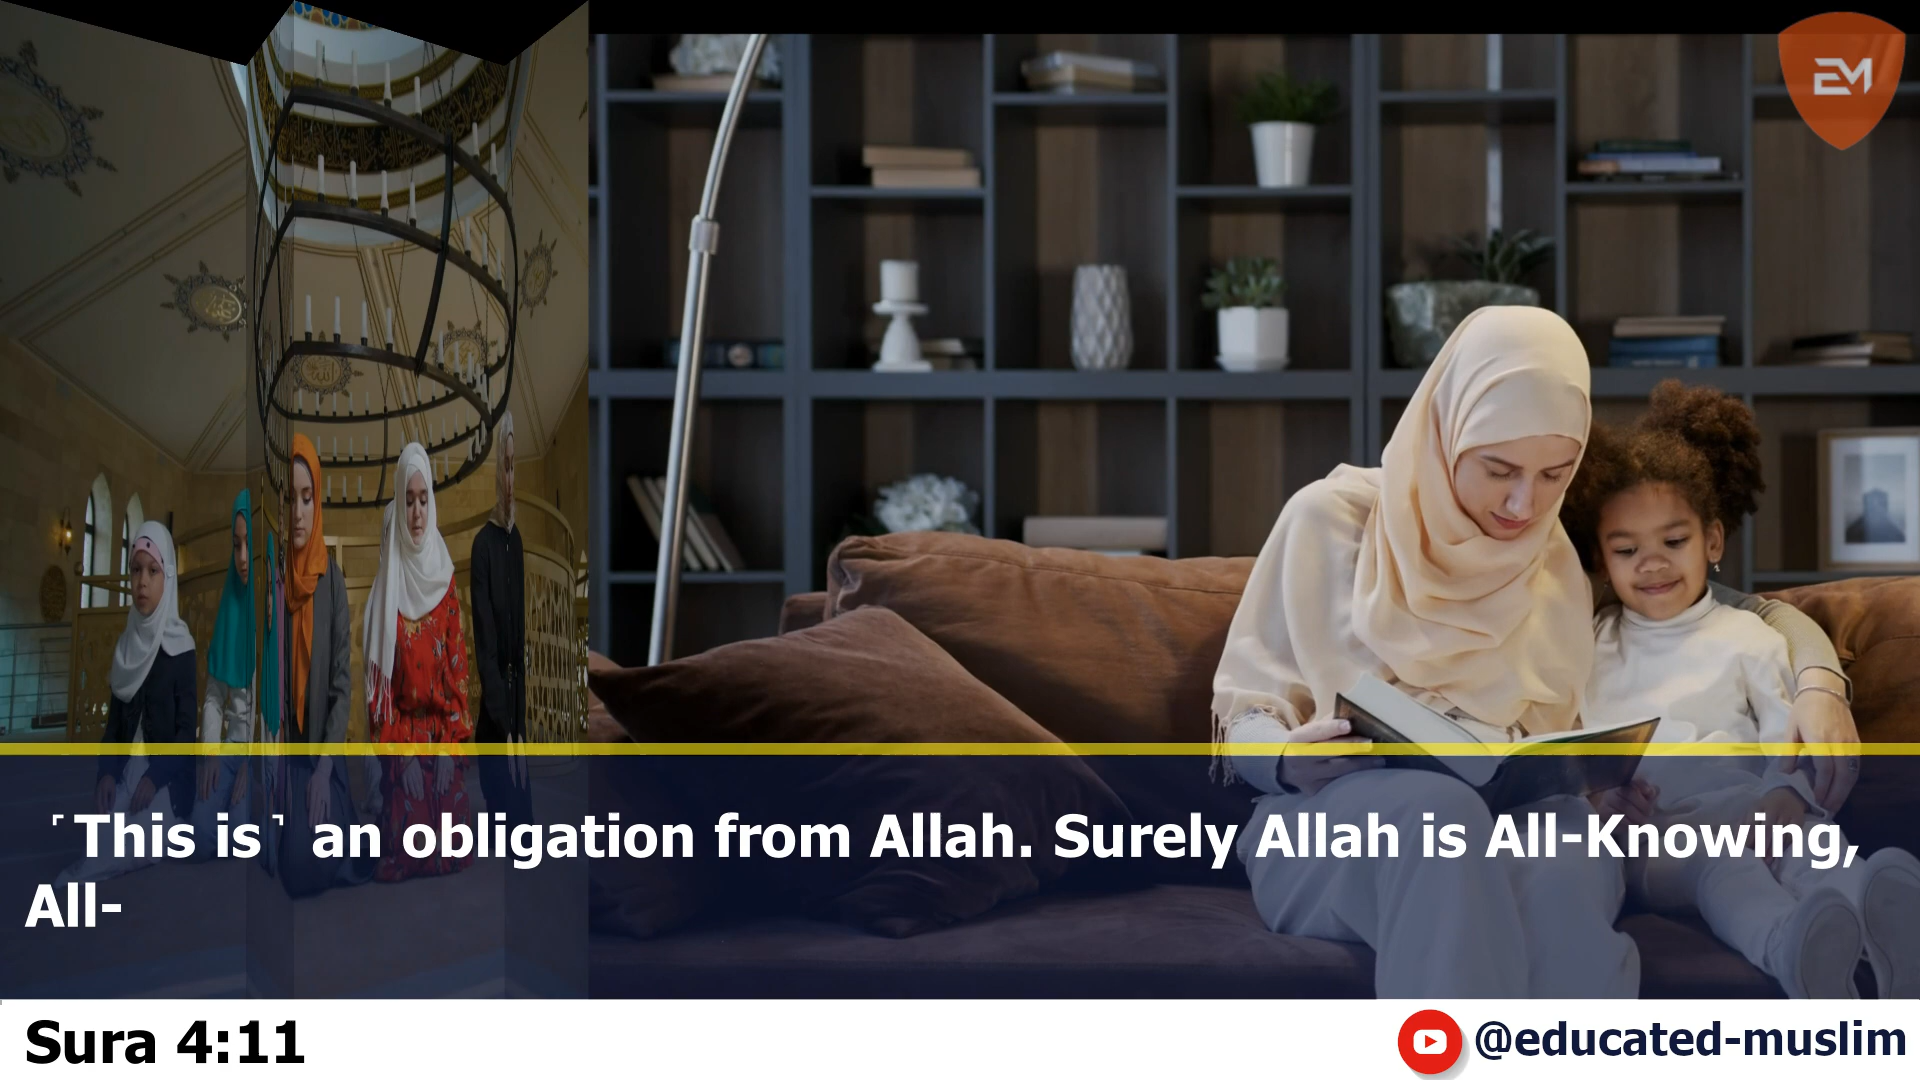 EM
⸢This is⸣ an obligation from Allah. Surely Allah is All-Knowing,
All-
Sura 4:11
@educated-muslim